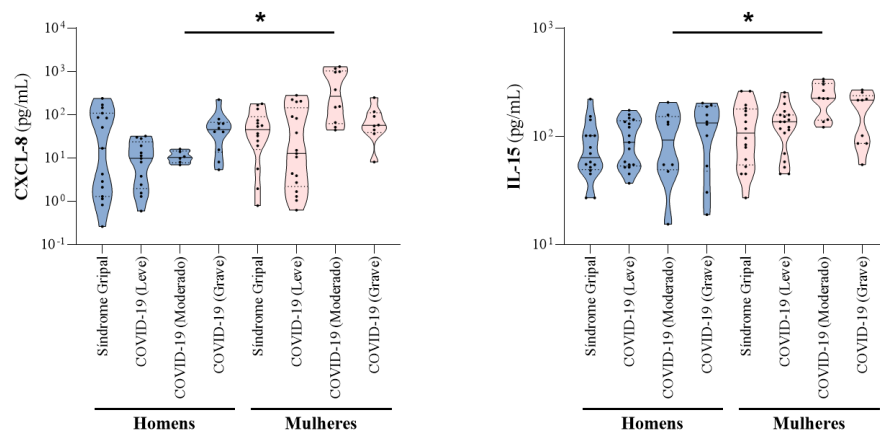 *
CXCL-8 (pg/mL)
10⁴
10³
10²
10¹
10⁰
10⁻¹
Síndrome Gripal
COVID-19 (Leve)
COVID-19 (Moderado)
COVID-19 (Grave)
Síndrome Gripal
COVID-19 (Leve)
COVID-19 (Moderado)
COVID-19 (Grave)
Homens
Mulheres
*
IL-15 (pg/mL)
10³
10²
10¹
Síndrome Gripal
COVID-19 (Leve)
COVID-19 (Moderado)
COVID-19 (Grave)
Síndrome Gripal
COVID-19 (Leve)
COVID-19 (Moderado)
COVID-19 (Grave)
Homens
Mulheres